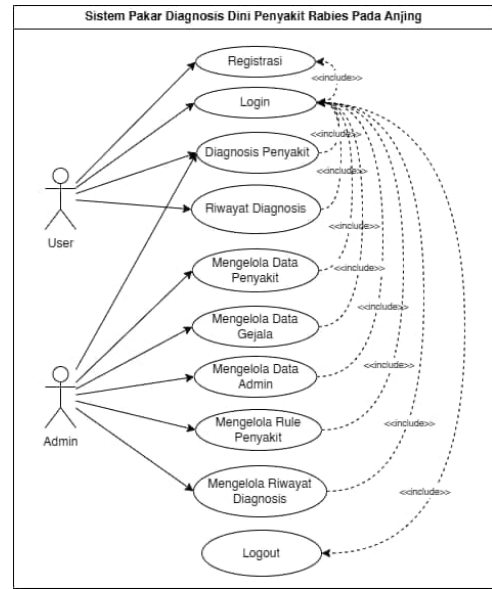 Sistem Pakar Diagnosis Dini Penyakit Rabies Pada Anjing
Registrasi
<<include>>
Login
<<include>>
Diagnosis Penyakit
<<include>>
Riwayat Diagnosis
<<include>>
User
Mengelola Data
Penyakit
<<include>>
Mengelola Data
Gejala
Mengelola Data
Admin
<<include>>
Admin
Mengelola Rule
Penyakit
<<include>>
Mengelola Riwayat
Diagnosis
<<include>>
Logout